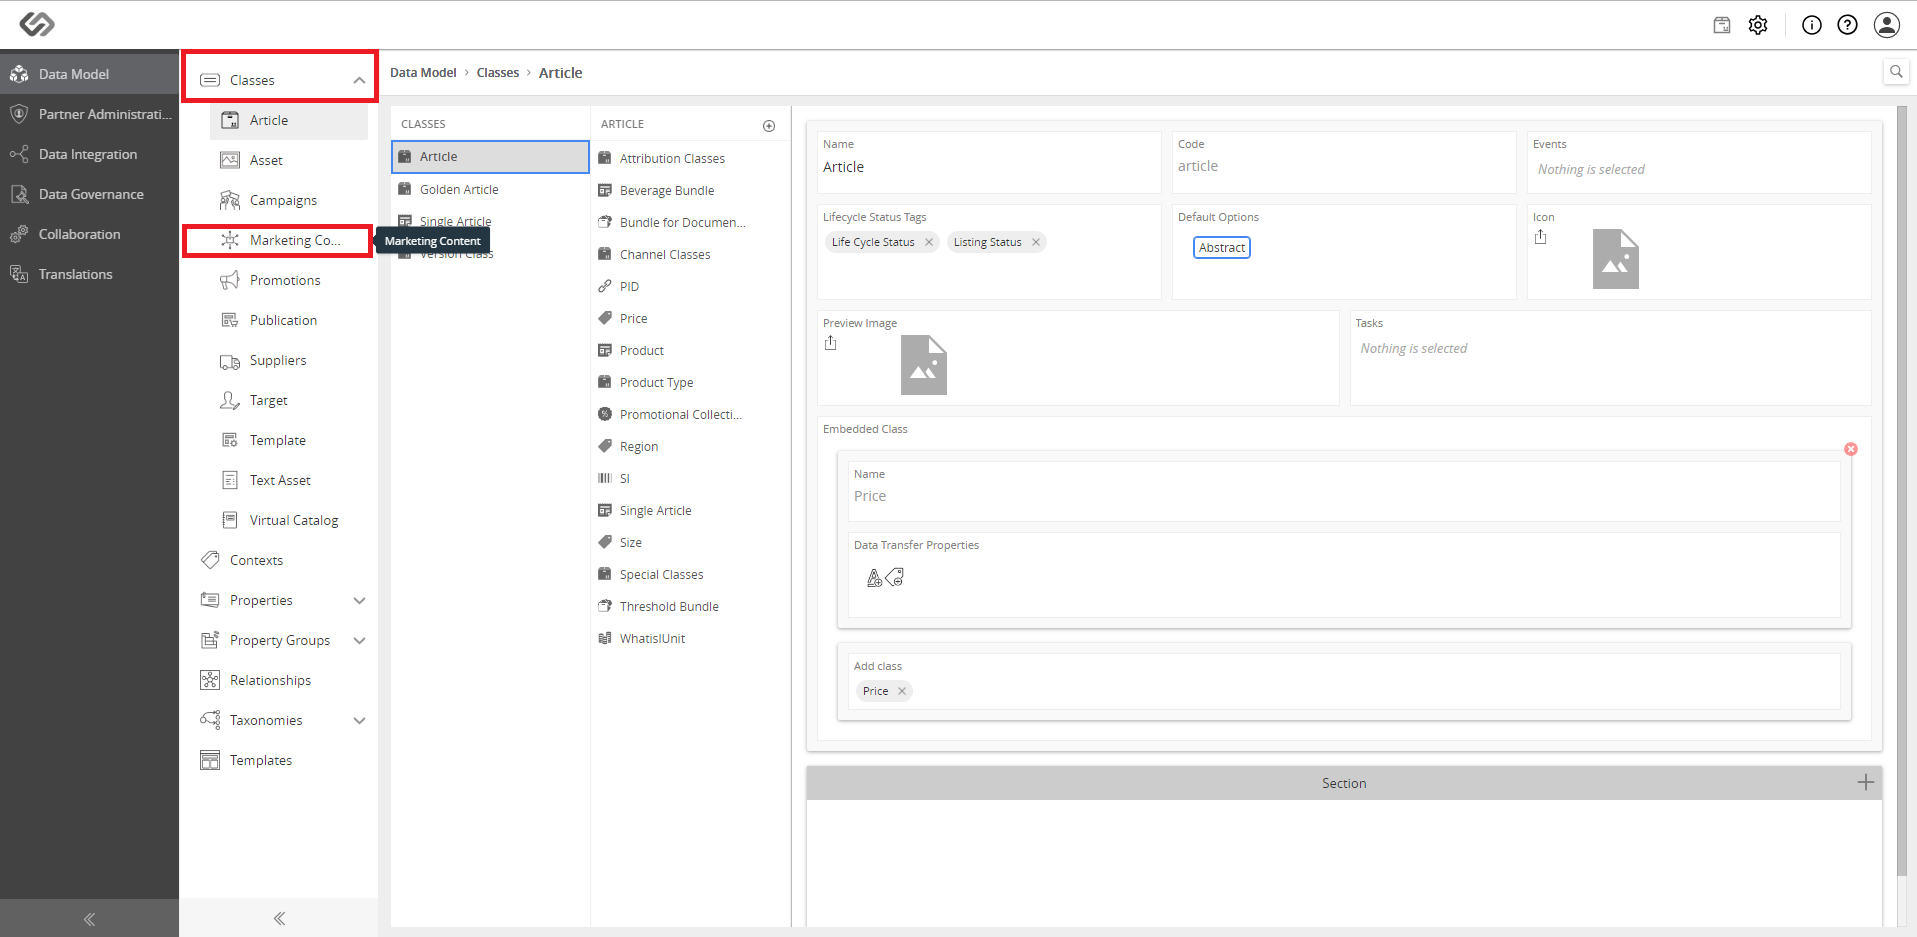 Data Model
Partner Administrati...
Data Integration
Data Governance
Collaboration
Translations
Classes
Article
Asset
Campaigns
Marketing Co...
Marketing Content
Promotions
Publication
Suppliers
Target
Template
Text Asset
Virtual Catalog
Contexts
Properties
Property Groups
Relationships
Taxonomies
Templates
Data Model › Classes › Article
CLASSES
Article
Golden Article
Single Article
Version Class
ARTICLE
Attribution Classes
Beverage Bundle
Bundle for Documen...
Channel Classes
PID
Price
Product
Product Type
Promotional Collecti...
Region
SI
Single Article
Size
Special Classes
Threshold Bundle
WhatisIUnit
Name
Article
Code
article
Events
Nothing is selected
Lifecycle Status Tags
Life Cycle Status
Listing Status
Default Options
Abstract
Icon
Preview Image
Tasks
Nothing is selected
Embedded Class
Name
Price
Data Transfer Properties
Add class
Price
Section